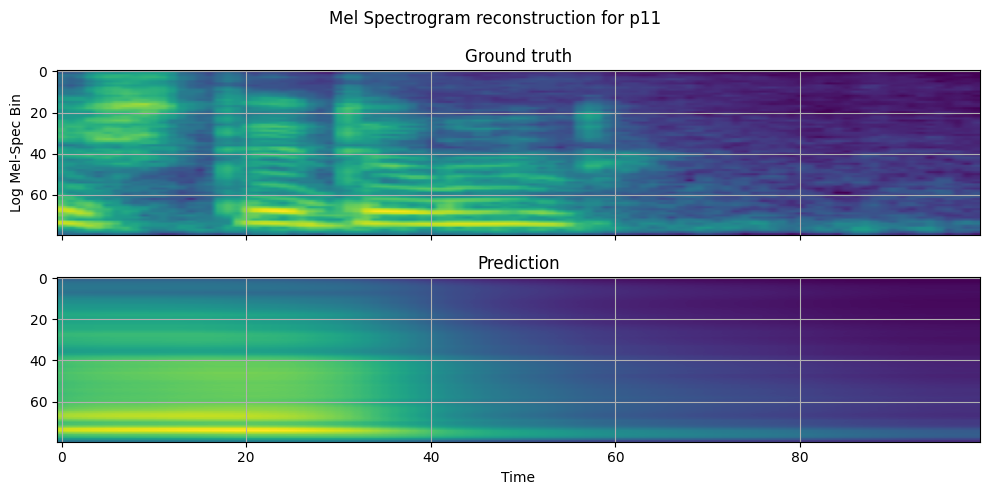 Mel Spectrogram reconstruction for p11
Ground truth
0
20
40
60
Log Mel-Spec Bin
Prediction
0
20
40
60
0 20 40 60 80
Time